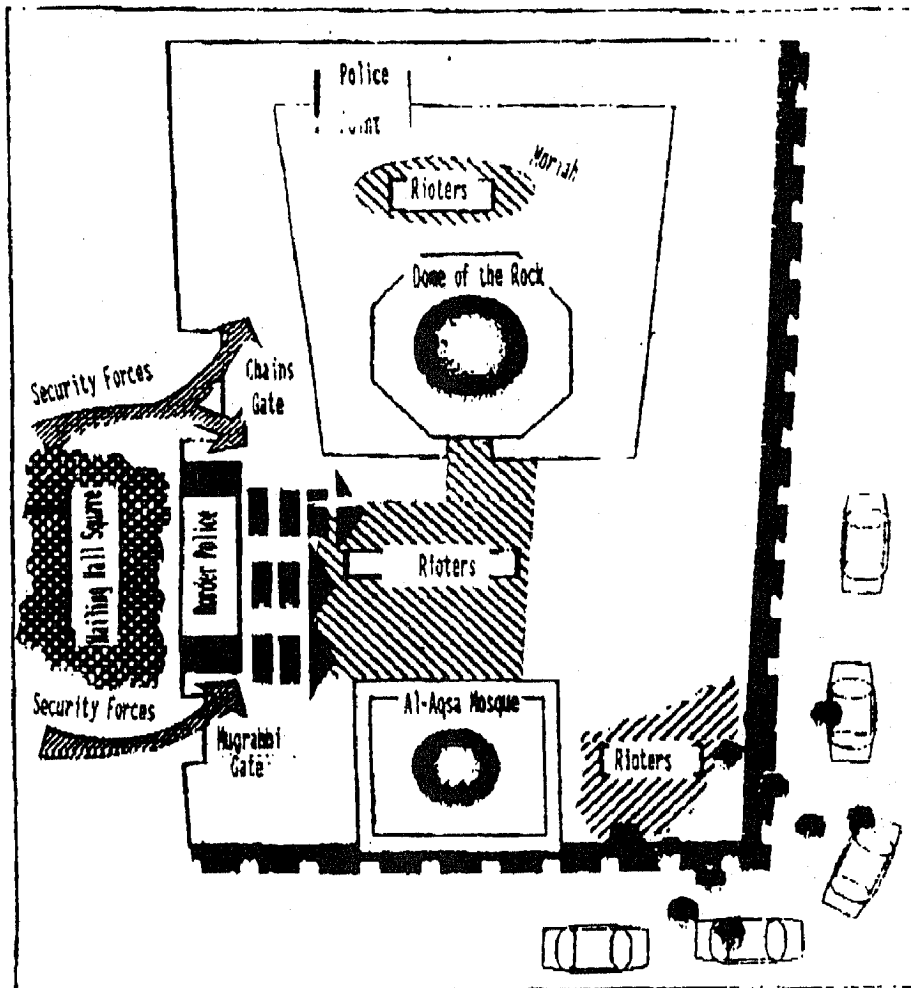 Police
Point
Moriah
Rioters
Dome of the Rock
Security Forces
Chains
Gate
Wailing Wall Square
Border Police
Rioters
Security Forces
Al-Aqsa Mosque
Mugrabbi
Gate
Rioters